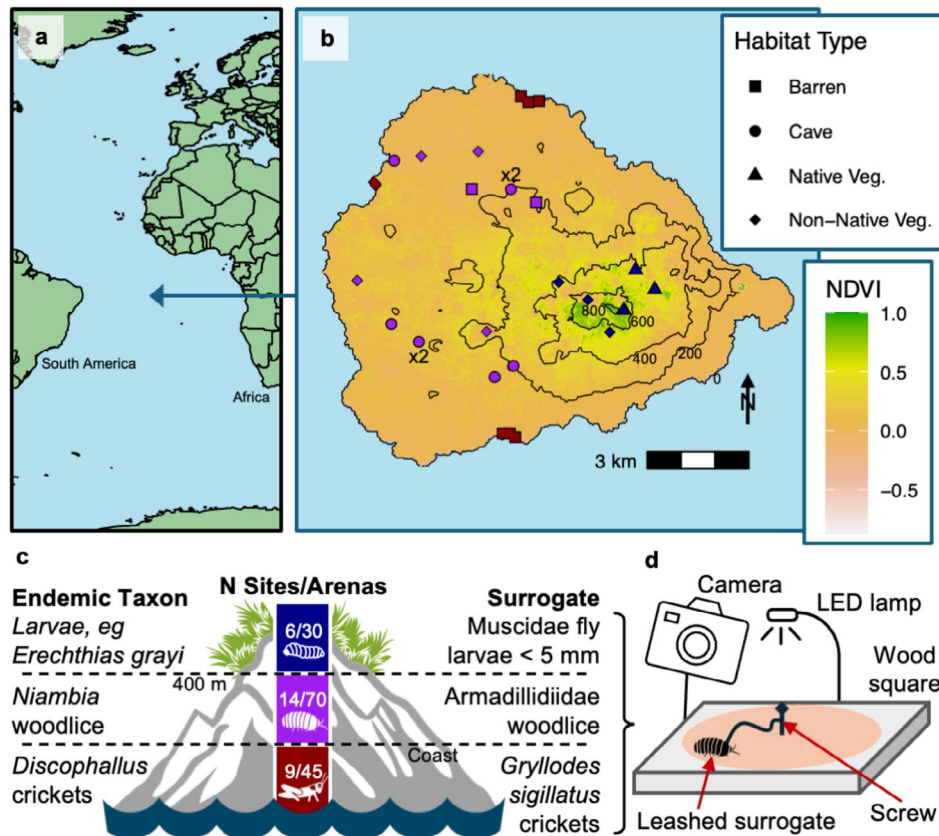 a
South America
Africa
b
x2
x2
800
600
400
200
0
N
3 km
Habitat Type
Barren
Cave
Native Veg.
Non-Native Veg.
NDVI
1.0
0.5
0.0
-0.5
c
Endemic Taxon
N Sites/Arenas
Surrogate
Larvae, eg
Erechthias grayi
6/30
Muscidae fly
larvae < 5 mm
400 m
Niambia
woodlice
14/70
Armadillidiidae
woodlice
Coast
Discophallus
crickets
9/45
Gryllodes
sigillatus
crickets
d
Camera
LED lamp
Wood
square
Leashed surrogate
Screw